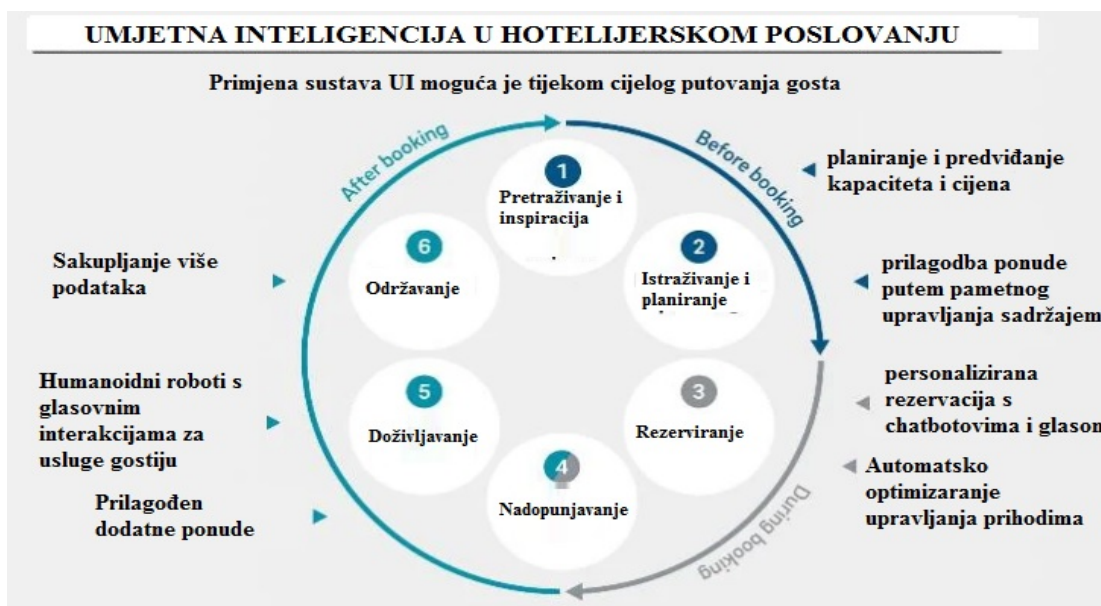 UMJETNA INTELIGENCIJA U HOTELIJERSKOM POSLOVANJU
Primjena sustava UI moguća je tijekom cijelog putovanja gosta
After booking
Before booking
1
Pretraživanje i
inspiracija
2
Istraživanje i
planiranje
3
Rezerviranje
4
Nadopunjavanje
5
Doživljavanje
6
Održavanje
During booking
planiranje i predviđanje
kapaciteta i cijena
prilagodba ponude
putem pametnog
upravljanja sadržajem
personalizirana
rezervacija s
chatbotovima i glason
Automatsko
optimizaranje
upravljanja prihodima
Sakupljanje više
podataka
Humanoidni roboti s
glasovnim
interakcijama za
usluge gostiju
Prilagođen
dodatne ponude